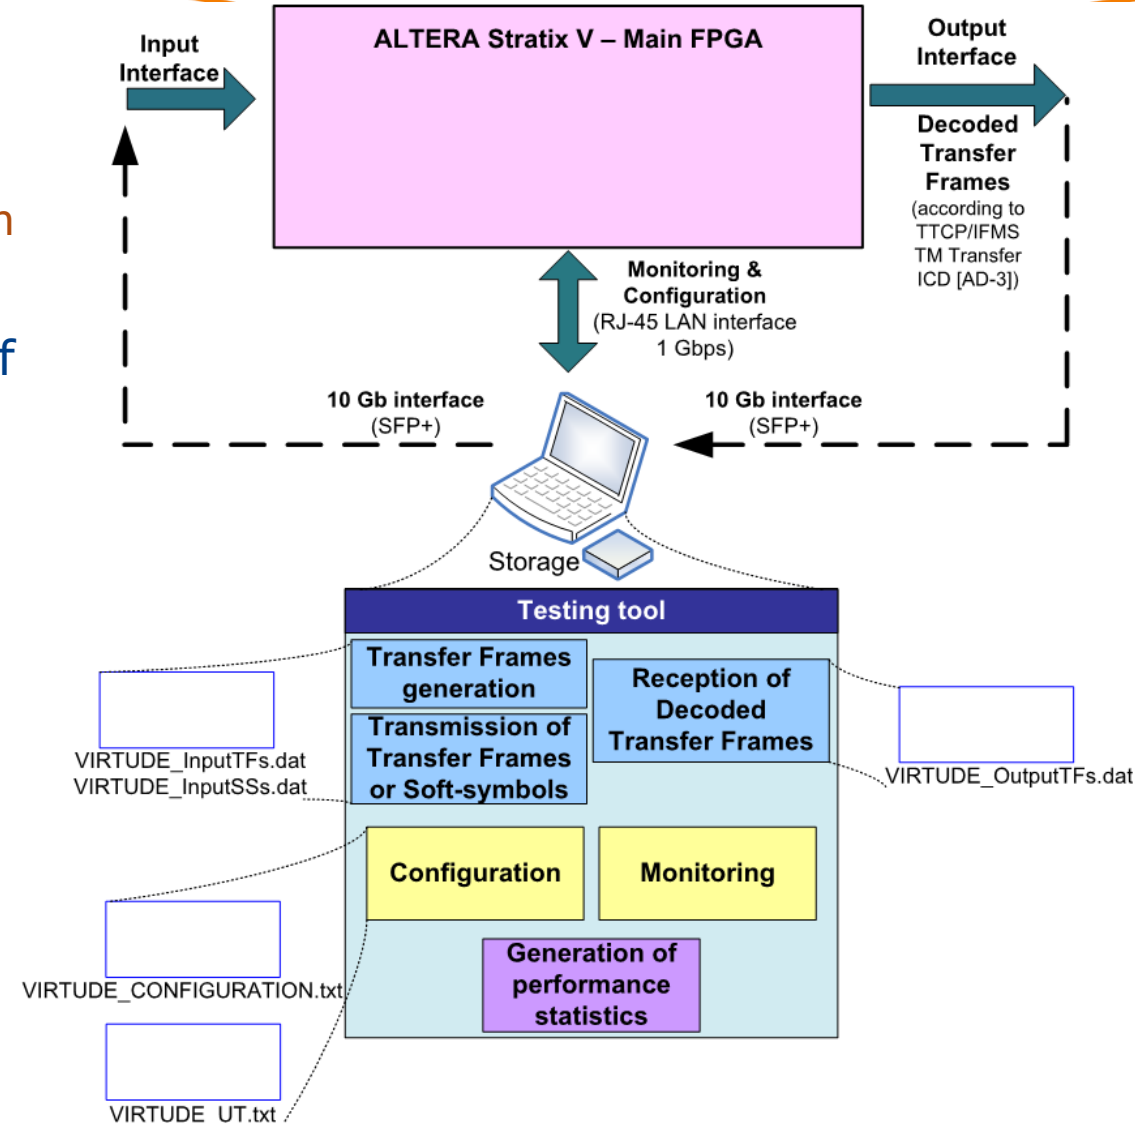 ALTERA Stratix V – Main FPGA
Input
Interface
Output
Interface
Decoded
Transfer
Frames
(according to
TTCP/IFMS
TM Transfer
ICD [AD-3])
n
f
Monitoring &
Configuration
(RJ-45 LAN interface
1 Gbps)
10 Gb interface
(SFP+)
10 Gb interface
(SFP+)
Storage
Testing tool
Transfer Frames
generation
Transmission of
Transfer Frames
or Soft-symbols
Reception of
Decoded
Transfer Frames
VIRTUDE_InputTFs.dat
VIRTUDE_InputSSs.dat
VIRTUDE_OutputTFs.dat
Configuration
Monitoring
Generation of
performance
statistics
VIRTUDE_CONFIGURATION.txt
VIRTUDE_UT.txt